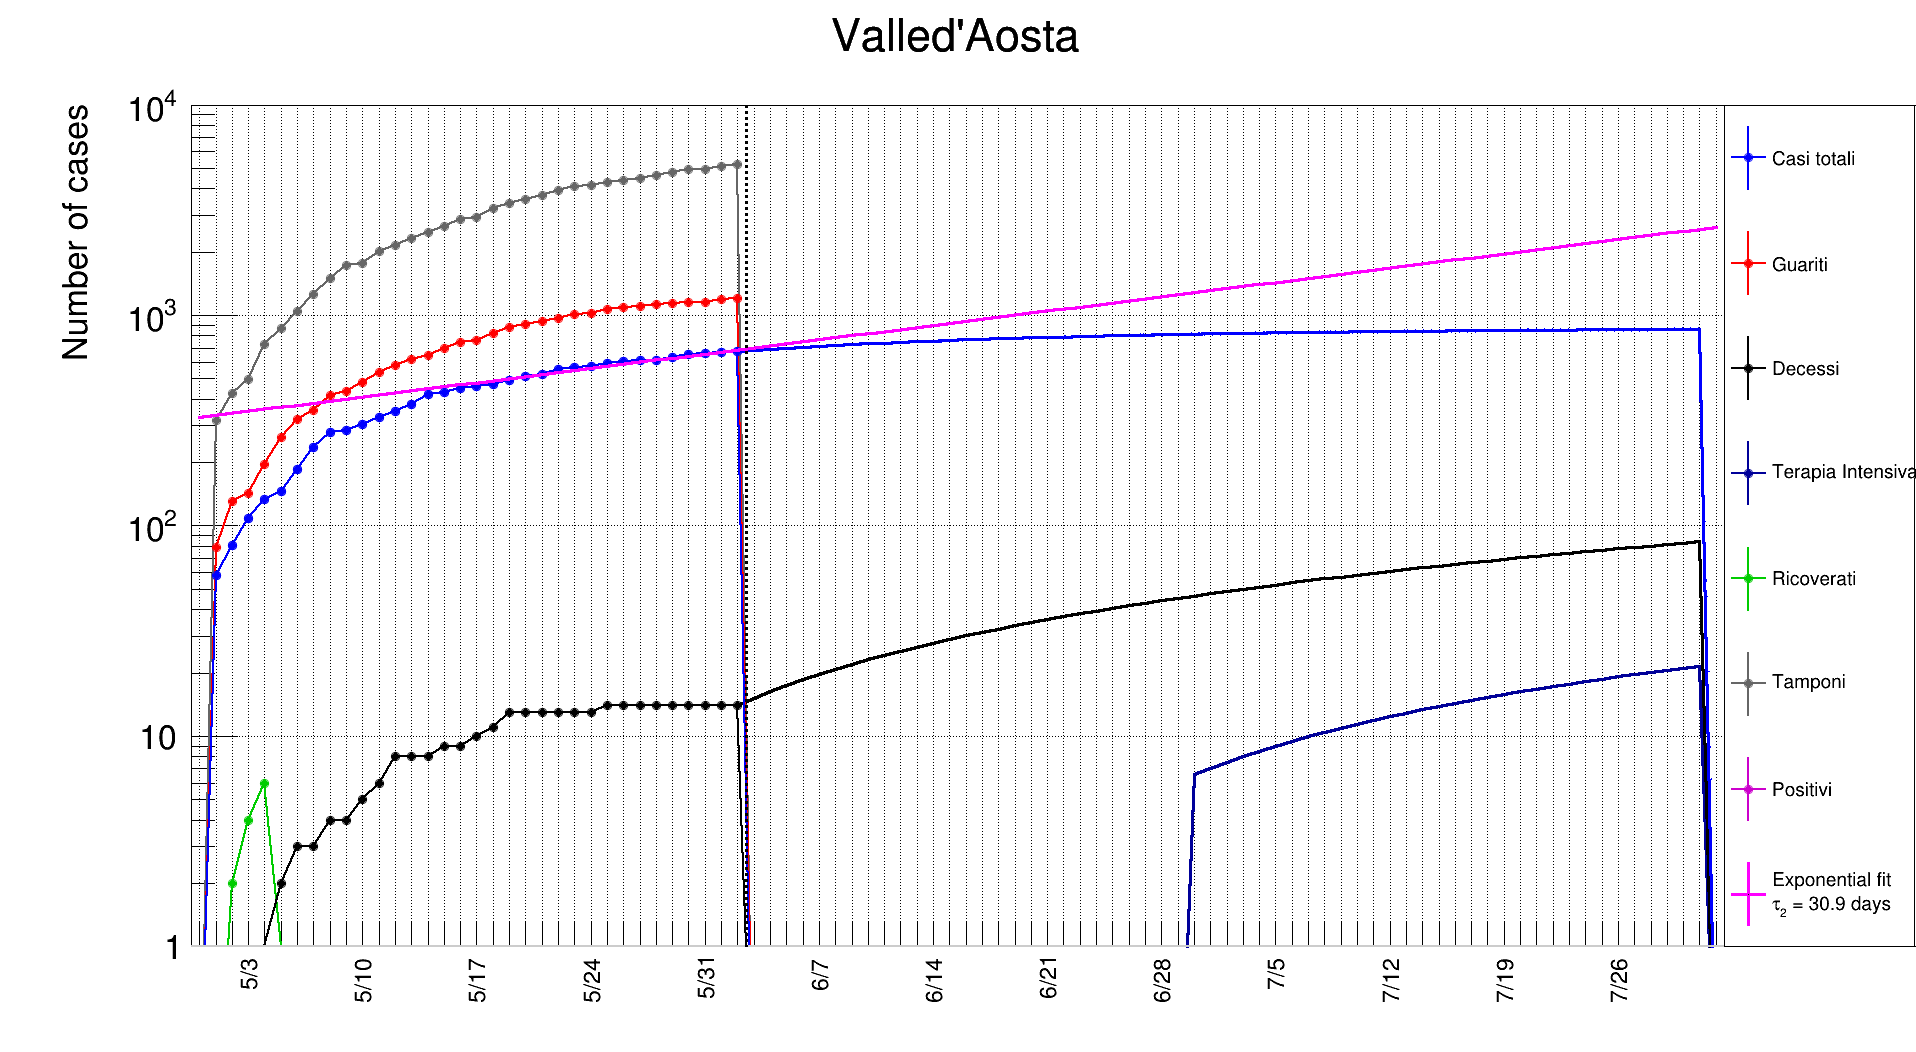 Valled'Aosta
Number of cases
10^4
10^3
10^2
10
1
5/3
5/10
5/17
5/24
5/31
6/7
6/14
6/21
6/28
7/5
7/12
7/19
7/26
Casi totali
Guariti
Decessi
Terapia Intensiva
Ricoverati
Tamponi
Positivi
Exponential fit
τ₂ = 30.9 days